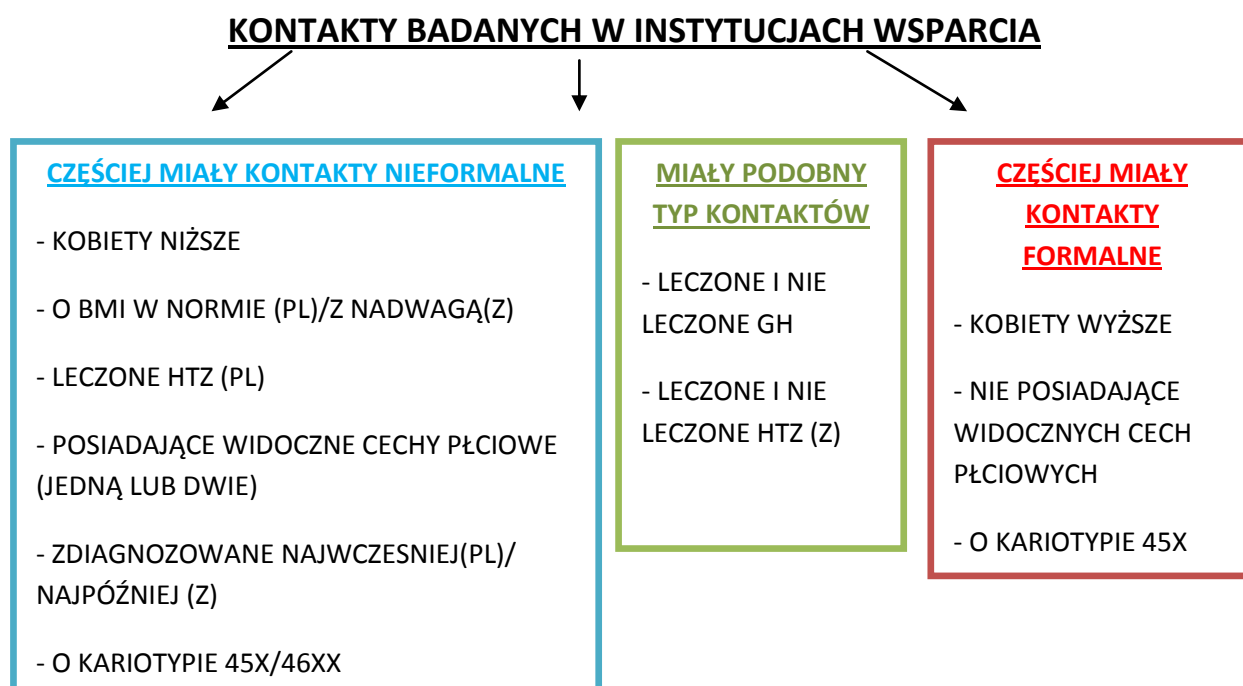 KONTAKTY BADANYCH W INSTYTUCJACH WSPARCIA
CZĘŚCIEJ MIAŁY KONTAKTY NIEFORMALNE
- KOBIETY NIŻSZE
- O BMI W NORMIE (PL)/Z NADWAGĄ(Z)
- LECZONE HTZ (PL)
- POSIADAJĄCE WIDOCZNE CECHY PŁCIOWE
(JEDNĄ LUB DWIE)
- ZDIAGNOZOWANE NAJWCZESNIEJ(PL)/
NAJPÓŹNIEJ (Z)
- O KARIOTYPIE 45X/46XX
MIAŁY PODOBNY
TYP KONTAKTÓW
- LECZONE I NIE
LECZONE GH
- LECZONE I NIE
LECZONE HTZ (Z)
CZĘŚCIEJ MIAŁY
KONTAKTY
FORMALNE
- KOBIETY WYŻSZE
- NIE POSIADAJĄCE
WIDOCZNYCH CECH
PŁCIOWYCH
- O KARIOTYPIE 45X